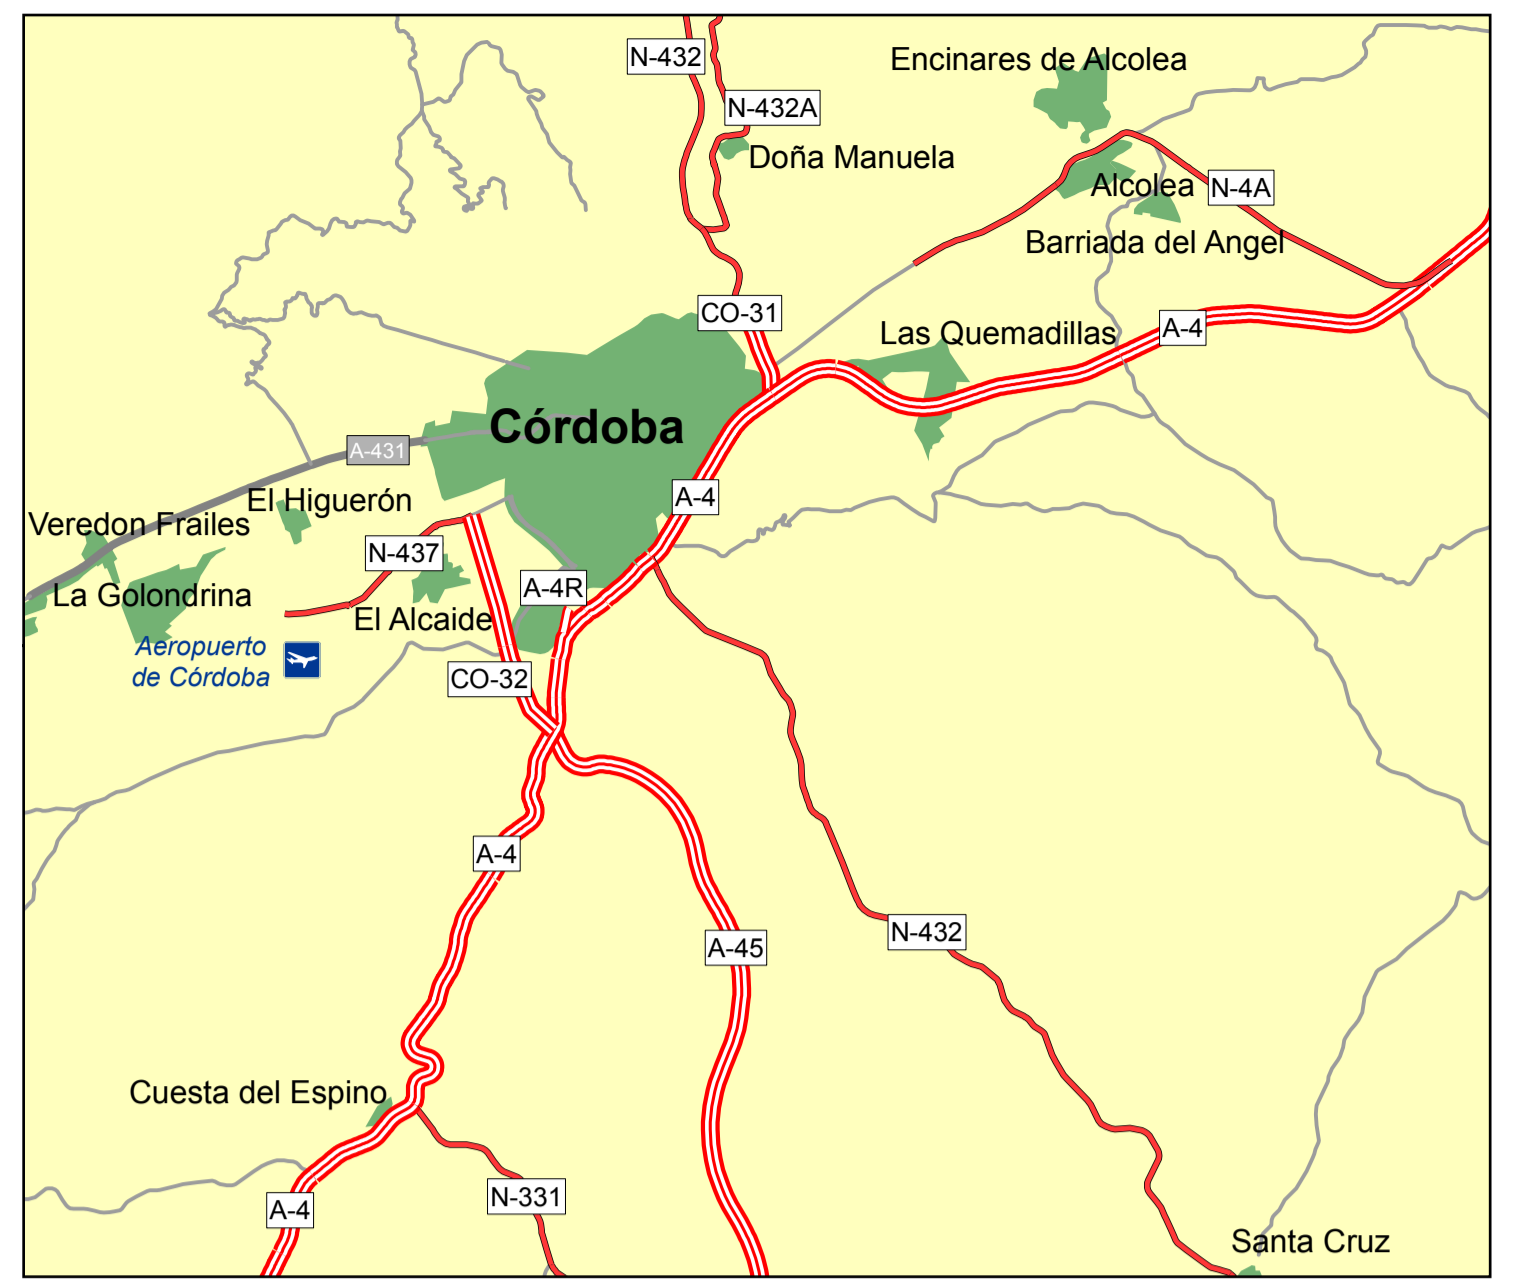 N-432
Encinares de Alcolea
N-432A
Doña Manuela
Alcolea
N-4A
Barriada del Angel
CO-31
Las Quemadillas
A-4
Córdoba
A-431
El Higuerón
A-4
Veredon Frailes
N-437
La Golondrina
A-4R
El Alcaide
Aeropuerto
de Córdoba
CO-32
A-4
N-432
A-45
Cuesta del Espino
N-331
A-4
Santa Cruz